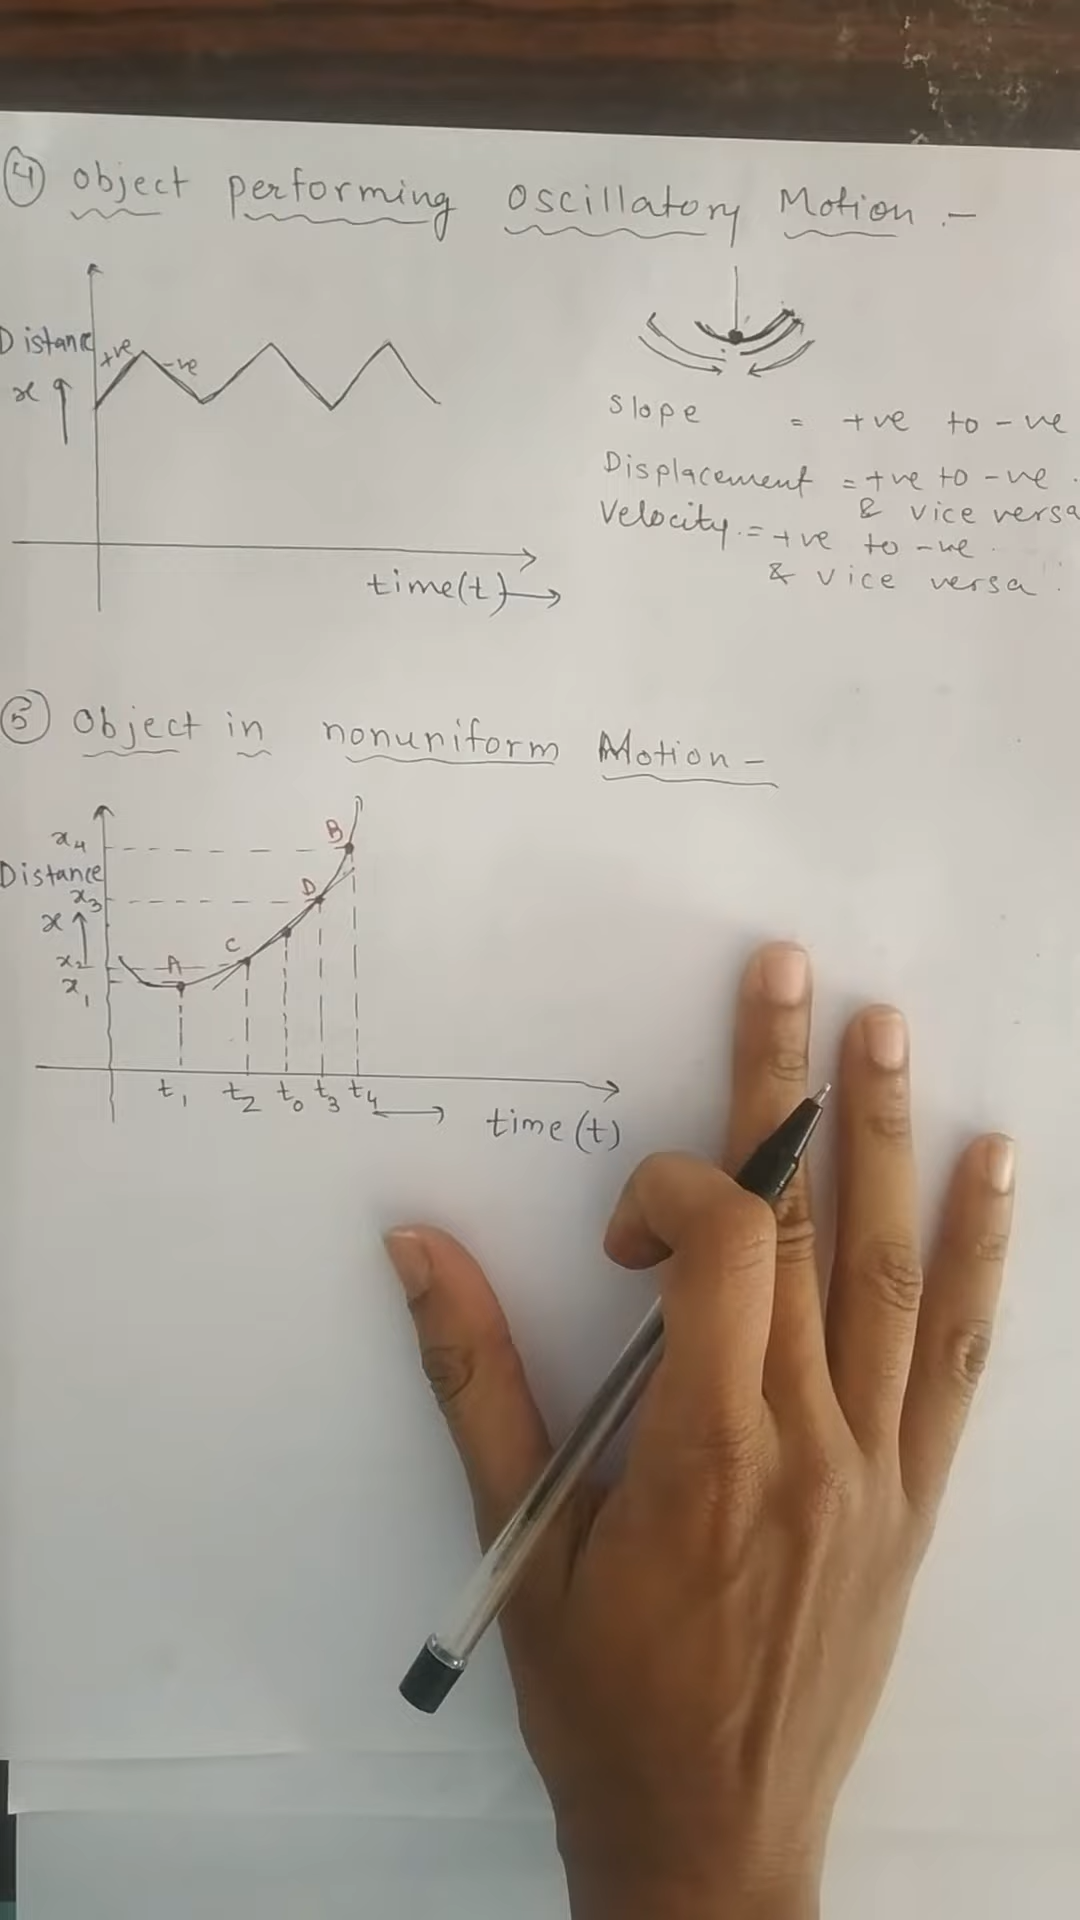 ④ Object performing Oscillatory Motion :-
Distance
+ve
-ve
x
time(t)
Slope = +ve to -ve
Displacement = +ve to -ve.
& vice versa
Velocity. = +ve to -ve.
& vice versa.
⑤ Object in nonuniform Motion -
x4
B
Distance
x3
D
x
C
x2
A
x1
t1 t2 t0 t3 t4
time (t)